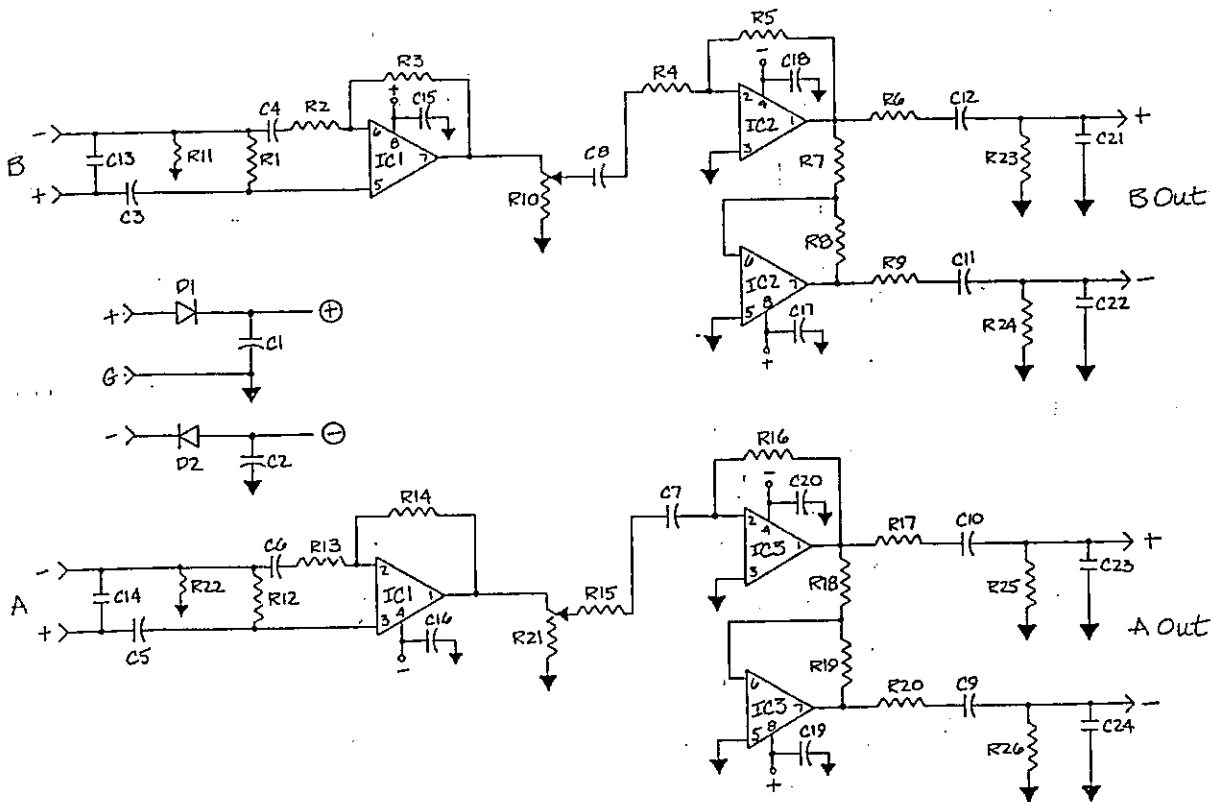 R5
R3
R4
C18
C4
R2
+
C15
-
2
4
R6
C12
+
-
6
8
IC2
1
C21
B
C13
R11
R1
IC1
7
C8
3
R7
R23
B Out
+
5
R10
C3
R8
6
IC2
7
R9
C11
-
D1
+
+
8
5
C17
R24
C22
C1
+
G
-
-
D2
C2
R16
R14
C7
-
C20
2
4
R17
C10
+
C6
R13
IC3
1
-
2
R15
3
R18
R25
C23
A
C14
R22
R12
IC1
1
A Out
+
3
4
C16
R21
C5
-
R19
6
R20
C9
-
IC3
7
5
8
C19
R26
C24
+